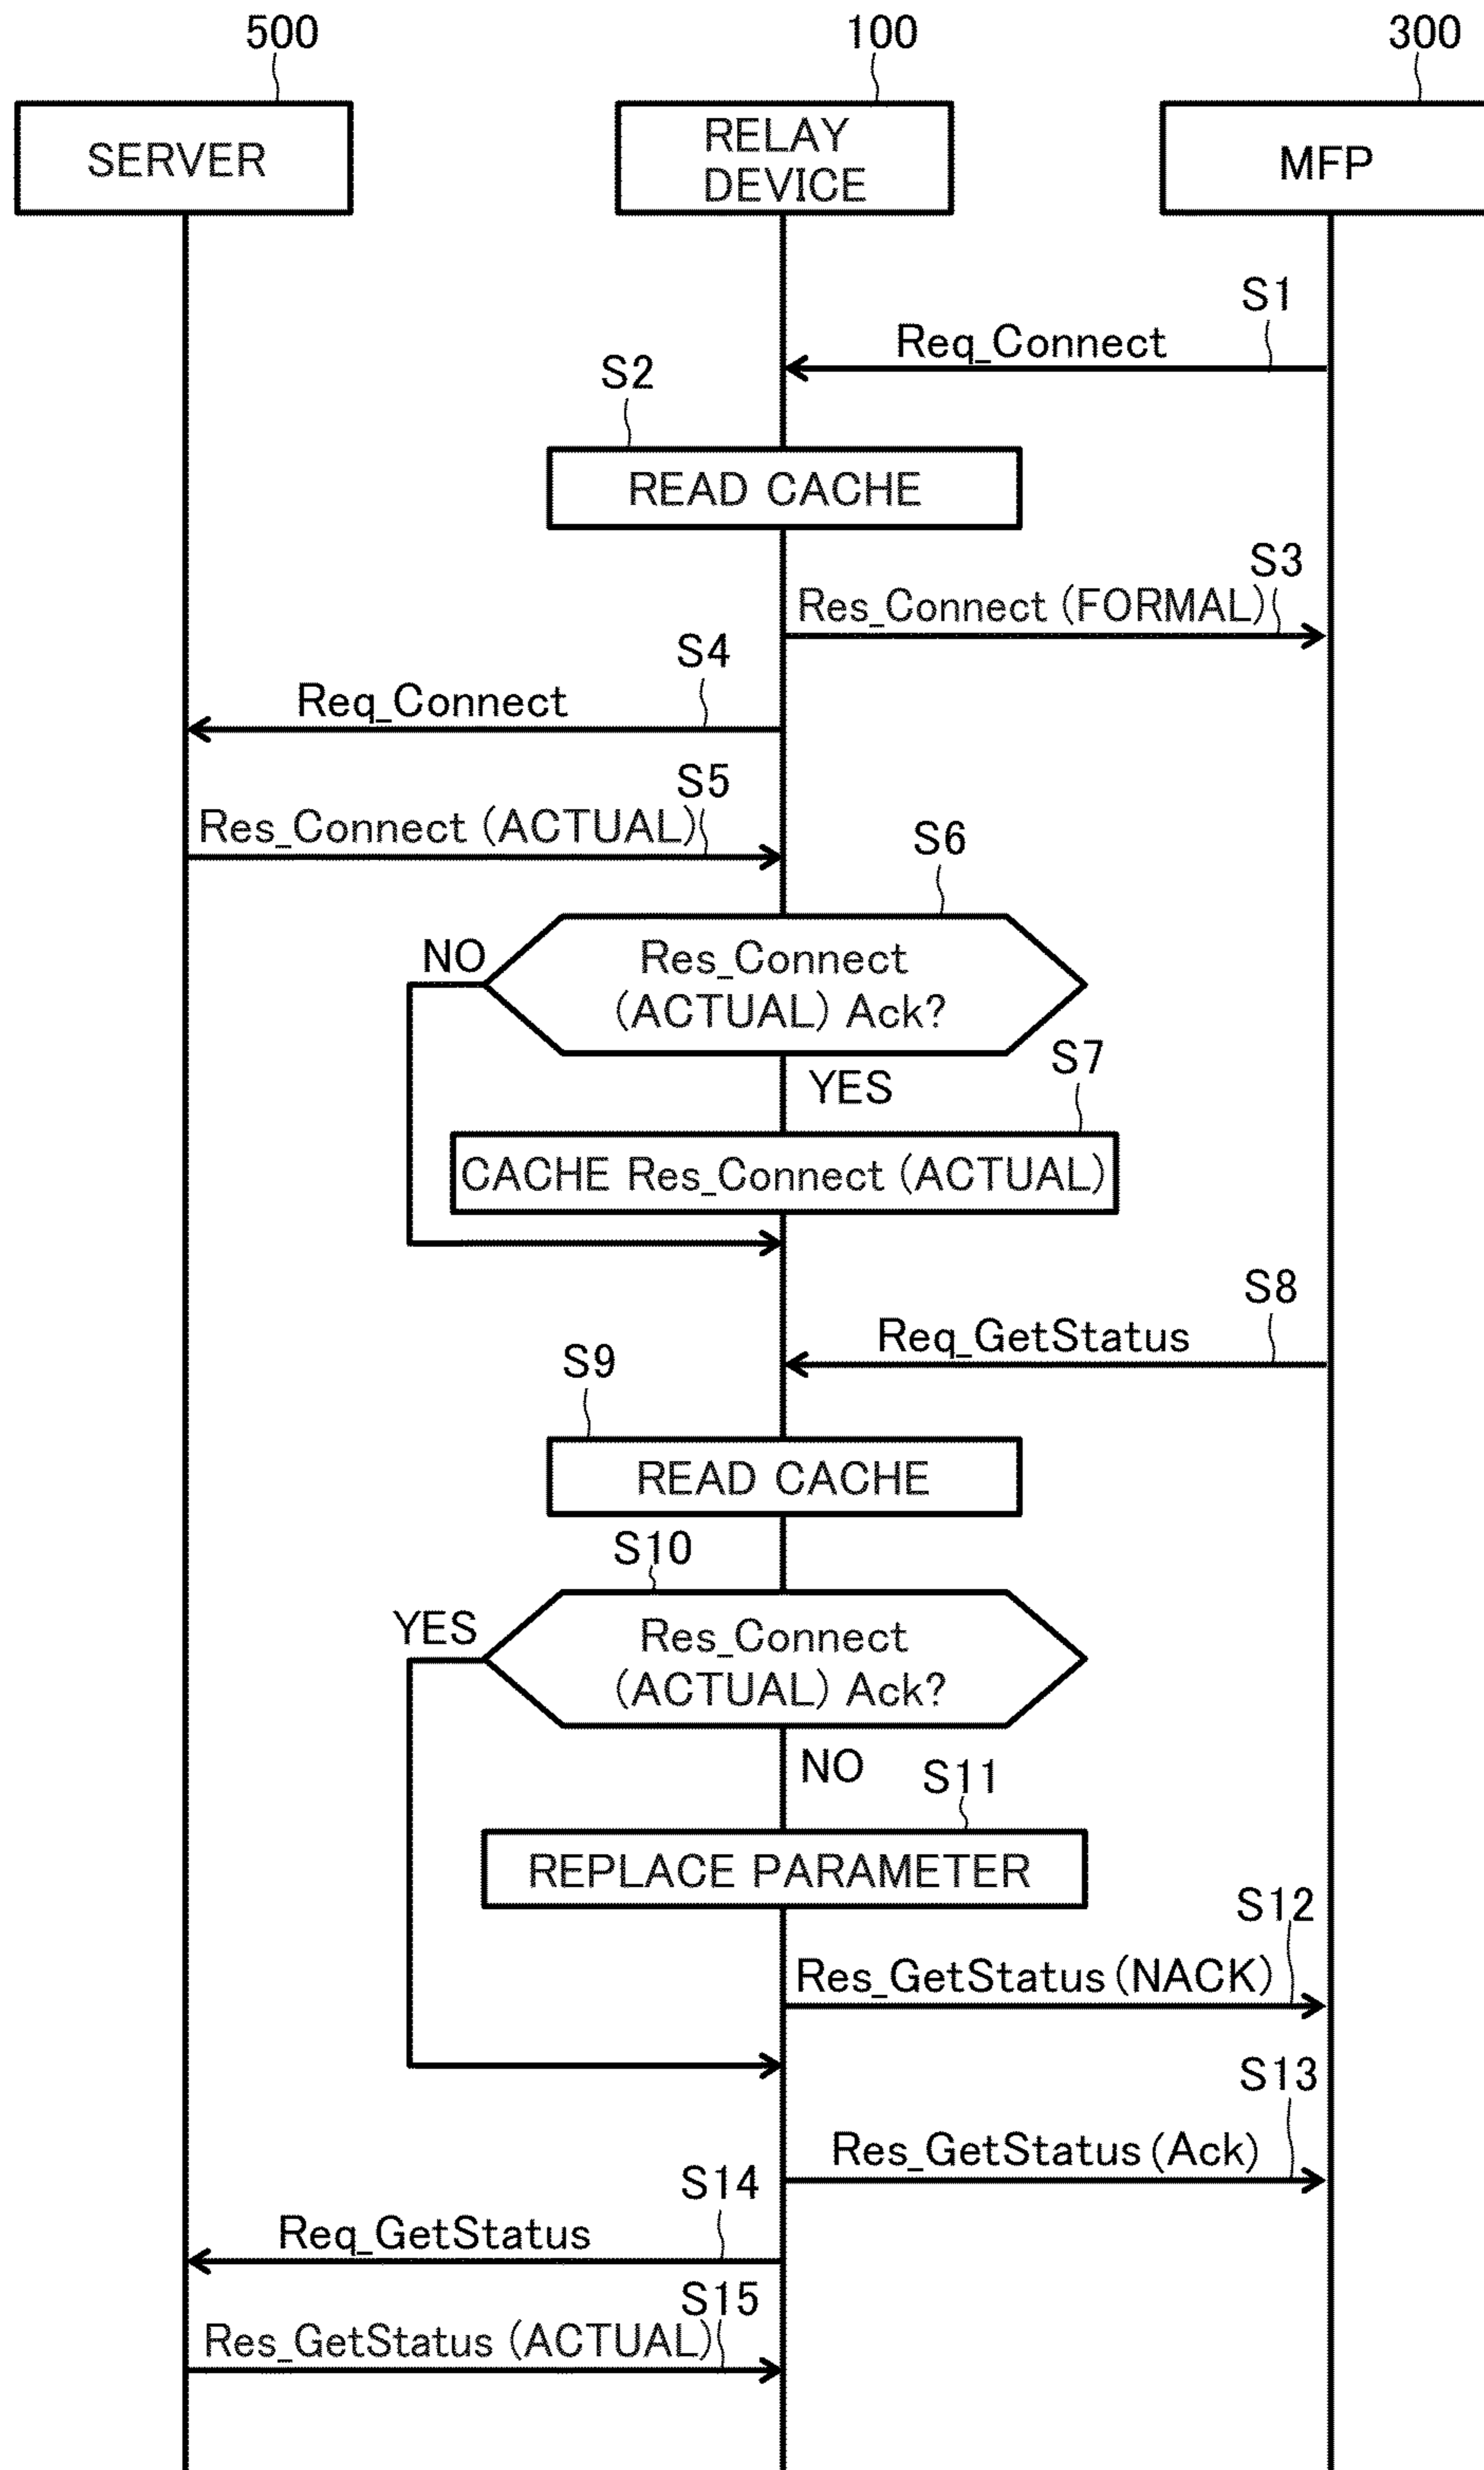 500
100
300
SERVER
RELAY
DEVICE
MFP
S1
Req_Connect
S2
READ CACHE
S3
Res_Connect (FORMAL)
S4
Req_Connect
S5
Res_Connect (ACTUAL)
S6
NO
Res_Connect
(ACTUAL) Ack?
S7
YES
CACHE Res_Connect (ACTUAL)
S8
Req_GetStatus
S9
READ CACHE
S10
YES
Res_Connect
(ACTUAL) Ack?
NO
S11
REPLACE PARAMETER
S12
Res_GetStatus (NACK)
S13
Res_GetStatus (Ack)
S14
Req_GetStatus
S15
Res_GetStatus (ACTUAL)